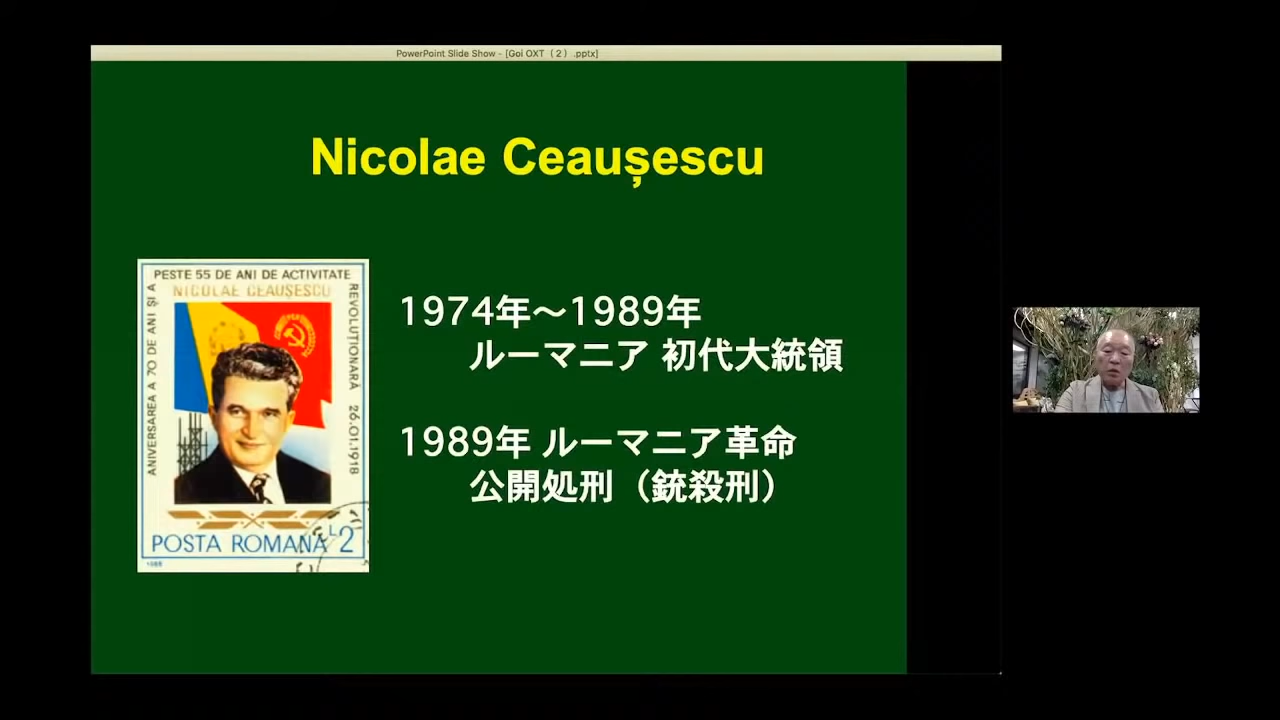 PowerPoint Slide Show - [Goi OXT（2）.pptx]
Nicolae Ceaușescu
PESTE 55 DE ANI DE ACTIVITATE
NICOLAE CEAUȘESCU
REVOLUȚIONARĂ 26.01.1918
ANIVERSAREA A 70 DE ANI ȘI A
POSTA ROMANA L2
1988
1974年～1989年
ルーマニア 初代大統領
1989年 ルーマニア革命
公開処刑（銃殺刑）